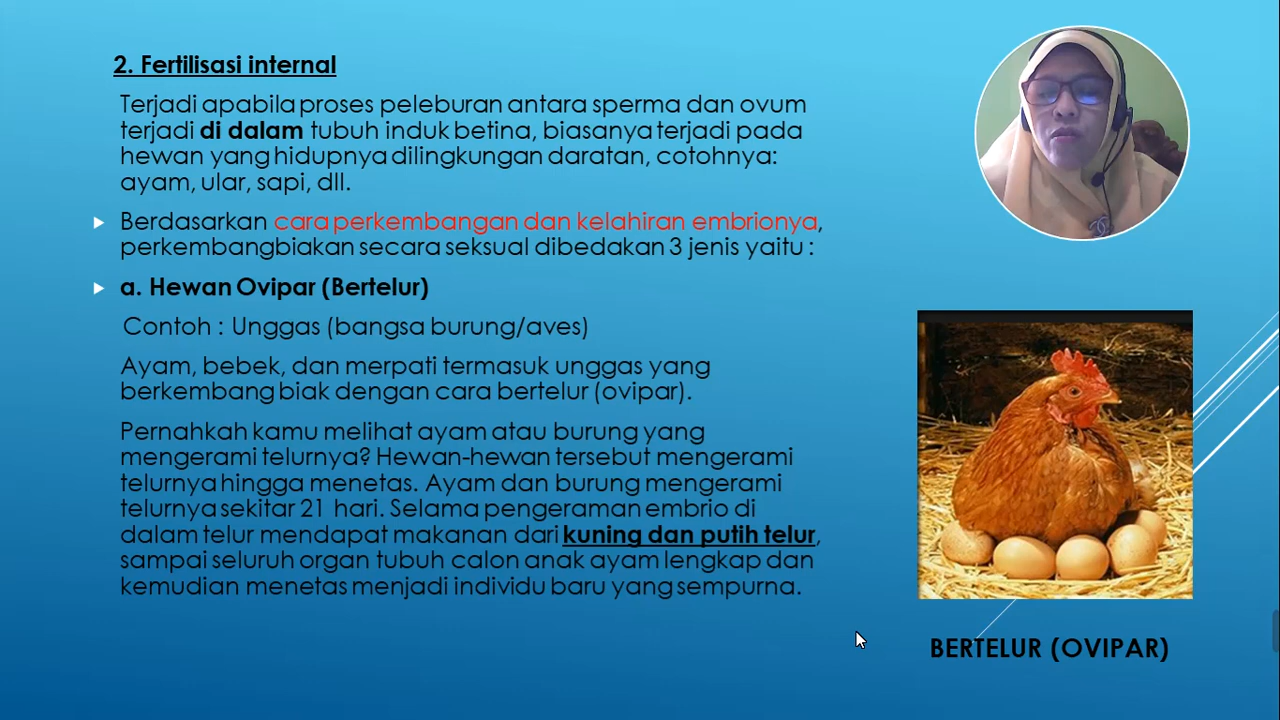 2. Fertilisasi internal
Terjadi apabila proses peleburan antara sperma dan ovum
terjadi di dalam tubuh induk betina, biasanya terjadi pada
hewan yang hidupnya dilingkungan daratan, cotohnya:
ayam, ular, sapi, dll.
Berdasarkan cara perkembangan dan kelahiran embrionya,
perkembangbiakan secara seksual dibedakan 3 jenis yaitu :
a. Hewan Ovipar (Bertelur)
Contoh : Unggas (bangsa burung/aves)
Ayam, bebek, dan merpati termasuk unggas yang
berkembang biak dengan cara bertelur (ovipar).
Pernahkah kamu melihat ayam atau burung yang
mengerami telurnya? Hewan-hewan tersebut mengerami
telurnya hingga menetas. Ayam dan burung mengerami
telurnya sekitar 21 hari. Selama pengeraman embrio di
dalam telur mendapat makanan dari kuning dan putih telur,
sampai seluruh organ tubuh calon anak ayam lengkap dan
kemudian menetas menjadi individu baru yang sempurna.
BERTELUR (OVIPAR)